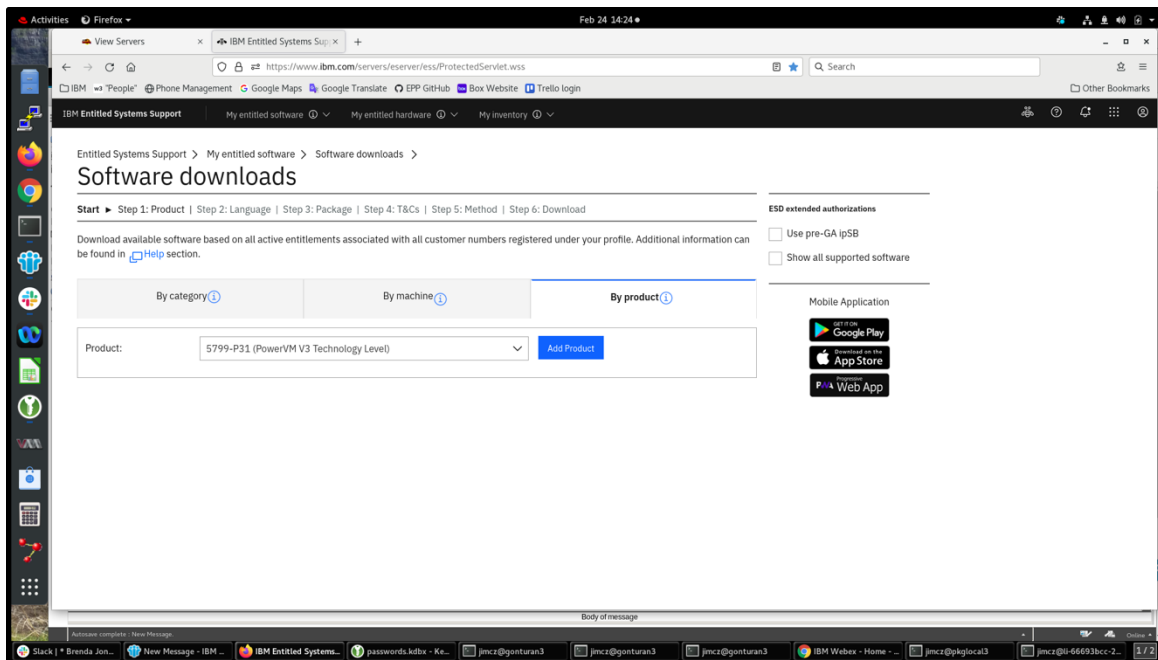 Activities Firefox Feb 24 14:24
View Servers × IBM Entitled Systems Sup × +
https://www.ibm.com/servers/eserver/ess/ProtectedServlet.wss Search
IBM w3 "People" Phone Management Google Maps Google Translate EPP GitHub Box Website Trello login Other Bookmarks
IBM Entitled Systems Support My entitled software My entitled hardware My inventory
Entitled Systems Support > My entitled software > Software downloads >
Software downloads
Start ► Step 1: Product | Step 2: Language | Step 3: Package | Step 4: T&Cs | Step 5: Method | Step 6: Download
ESD extended authorizations
Download available software based on all active entitlements associated with all customer numbers registered under your profile. Additional information can
be found in Help section.
Use pre-GA ipSB
Show all supported software
By category By machine By product
Mobile Application
Product: 5799-P31 (PowerVM V3 Technology Level) Add Product
GET IT ON
Google Play
Download on the
App Store
Progressive
PWA Web App
Body of message
Autosave complete : New Message. Online
Slack | * Brenda Jon... New Message - IBM ... IBM Entitled Systems... passwords.kdbx - Ke... jimcz@gonturan3 jimcz@gonturan3 jimcz@gonturan3 IBM Webex - Home - ... jimcz@pkglocal3 jimcz@li-66693bcc-2... 1 / 2